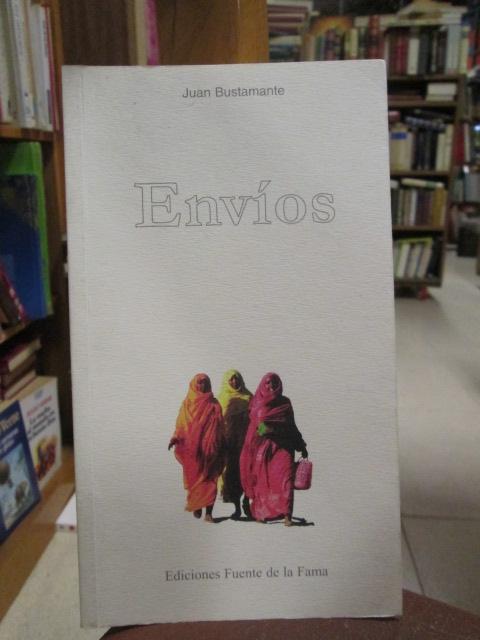 Juan Bustamante
Envíos
Ediciones Fuente de la Fama